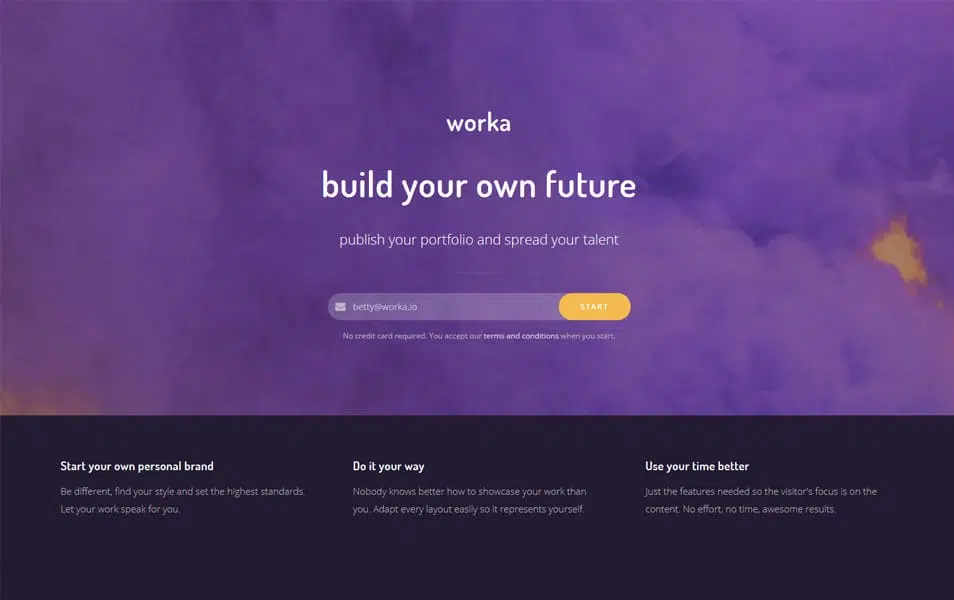 worka
build your own future
publish your portfolio and spread your talent
betty@worka.io
START
No credit card required. You accept our terms and conditions when you start.
Start your own personal brand
Be different, find your style and set the highest standards.
Let your work speak for you.
Do it your way
Nobody knows better how to showcase your work than
you. Adapt every layout easily so it represents yourself.
Use your time better
Just the features needed so the visitor's focus is on the
content. No effort, no time, awesome results.